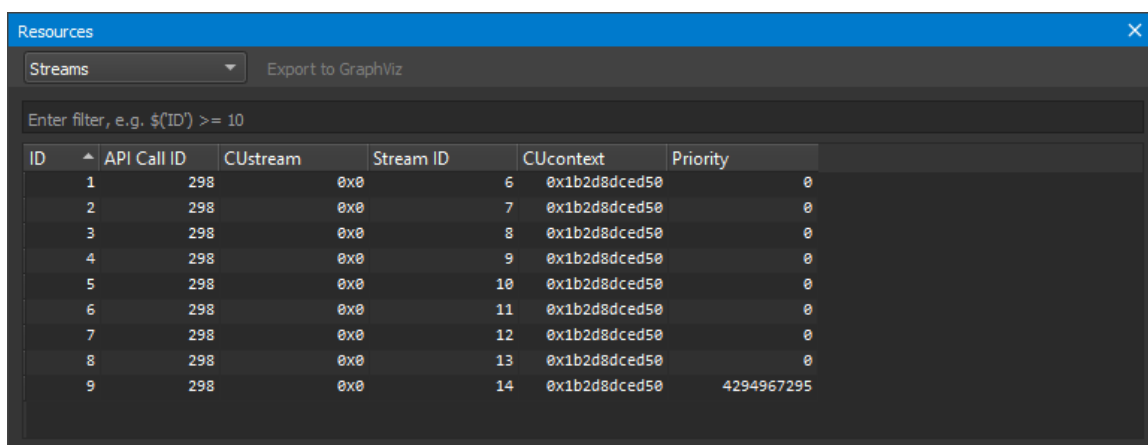 Resources
Streams Export to GraphViz
Enter filter, e.g. $('ID') >= 10
ID API Call ID CUstream Stream ID CUcontext Priority
1 298 0x0 6 0x1b2d8dced50 0
2 298 0x0 7 0x1b2d8dced50 0
3 298 0x0 8 0x1b2d8dced50 0
4 298 0x0 9 0x1b2d8dced50 0
5 298 0x0 10 0x1b2d8dced50 0
6 298 0x0 11 0x1b2d8dced50 0
7 298 0x0 12 0x1b2d8dced50 0
8 298 0x0 13 0x1b2d8dced50 0
9 298 0x0 14 0x1b2d8dced50 4294967295